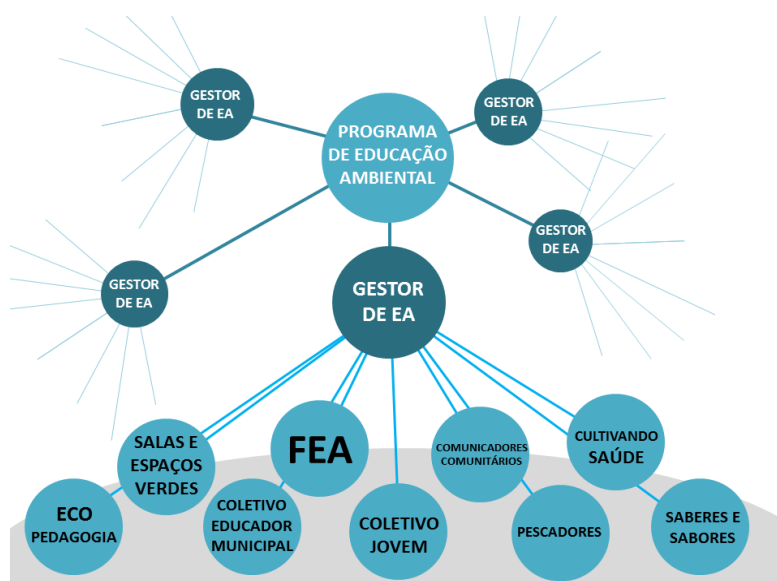 GESTOR
DE EA
GESTOR
DE EA
PROGRAMA
DE EDUCAÇÃO
AMBIENTAL
GESTOR
DE EA
GESTOR
DE EA
GESTOR
DE EA
SALAS E
ESPAÇOS
VERDES
FEA
COMUNICADORES
COMUNITÁRIOS
CULTIVANDO
SAÚDE
ECO
PEDAGOGIA
COLETIVO
EDUCADOR
MUNICIPAL
COLETIVO
JOVEM
PESCADORES
SABERES E
SABORES